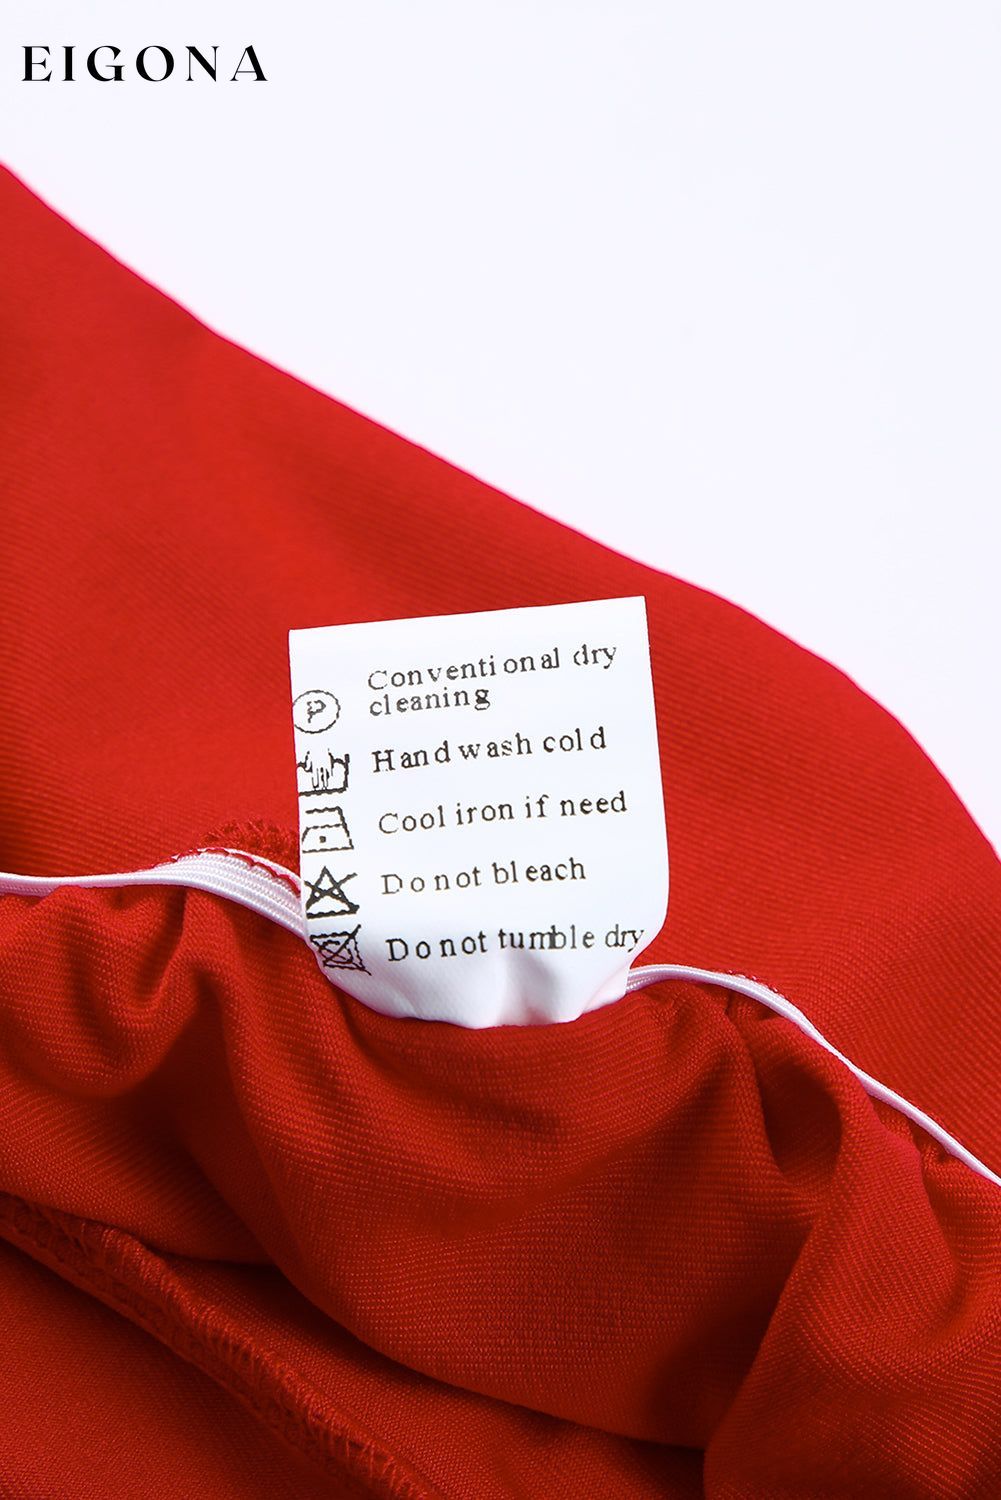 EIGONA
Conventional dry
cleaning
P
Hand wash cold
Cool iron if need
Do not bleach
Do not tumble dry